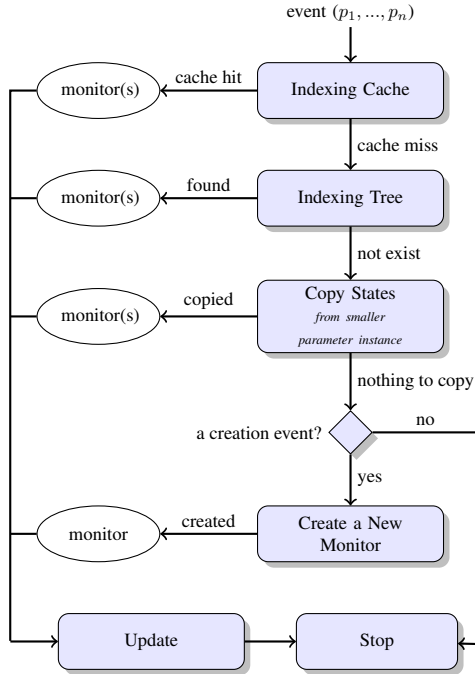 event (p₁, ..., pₙ)
monitor(s)
cache hit
Indexing Cache
cache miss
monitor(s)
found
Indexing Tree
not exist
monitor(s)
copied
Copy States
from smaller
parameter instance
nothing to copy
a creation event?
no
yes
monitor
created
Create a New
Monitor
Update
Stop